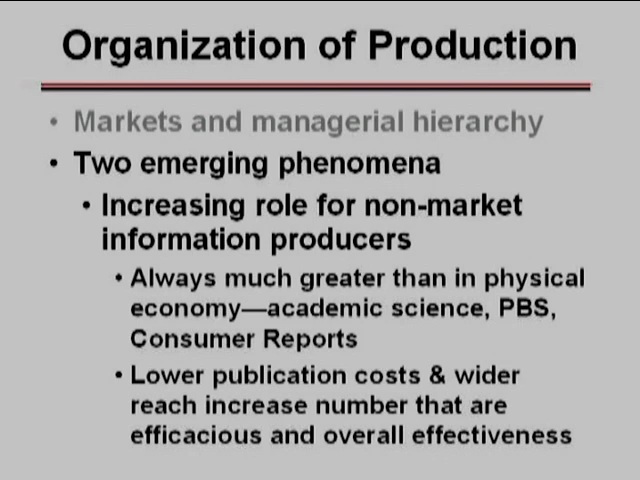 Organization of Production
• Markets and managerial hierarchy
• Two emerging phenomena
• Increasing role for non-market
information producers
• Always much greater than in physical
economy—academic science, PBS,
Consumer Reports
• Lower publication costs & wider
reach increase number that are
efficacious and overall effectiveness